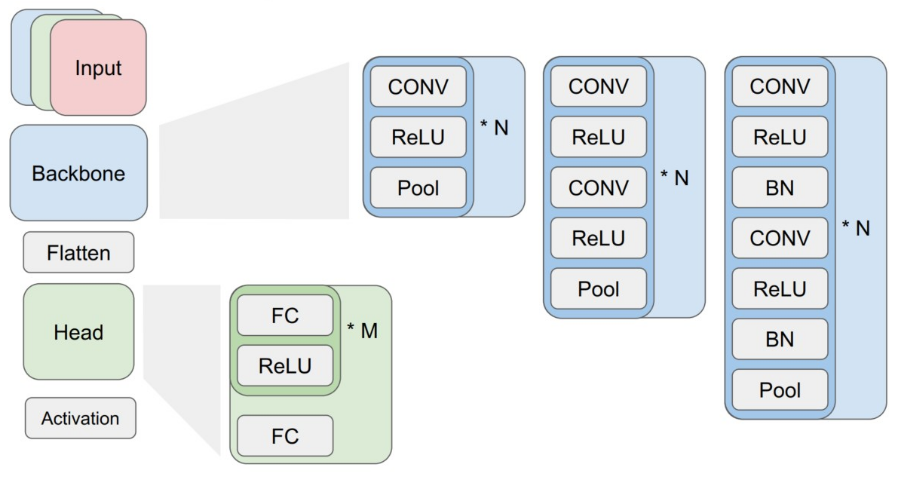 Input
Backbone
Flatten
Head
Activation
FC
ReLU
* M
FC
CONV
ReLU
Pool
* N
CONV
ReLU
CONV
ReLU
Pool
* N
CONV
ReLU
BN
CONV
ReLU
BN
Pool
* N